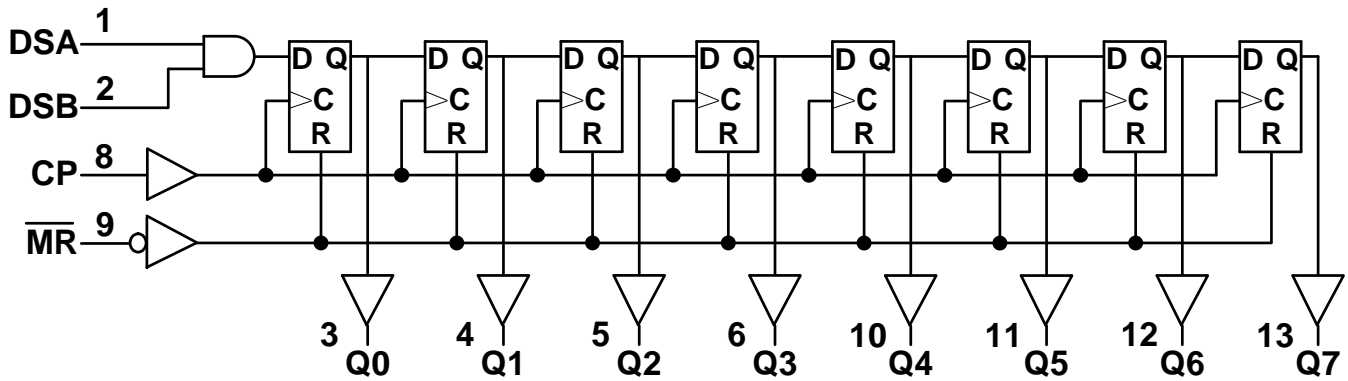 DSA 1
DSB 2
D Q D Q D Q D Q D Q D Q D Q D Q
C C C C C C C C
R R R R R R R R
CP 8
M̅R̅ 9
3 4 5 6 10 11 12 13
Q0 Q1 Q2 Q3 Q4 Q5 Q6 Q7